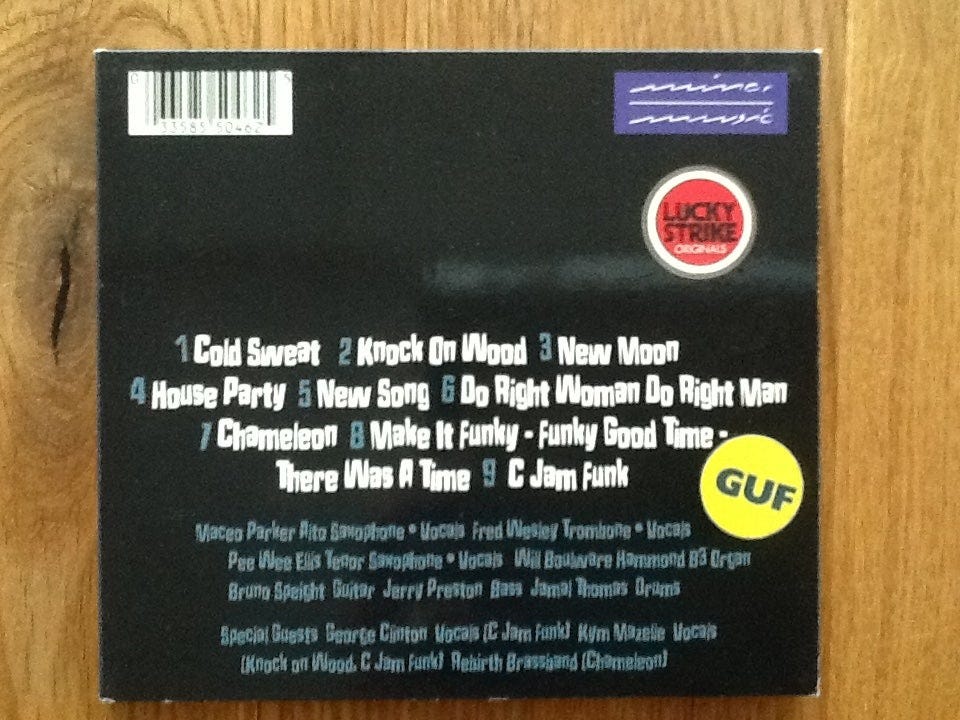 0 33585 50462 5
minor
music
LUCKY
STRIKE
ORIGINALS
1 Cold Sweat 2 Knock On Wood 3 New Moon
4 House Party 5 New Song 6 Do Right Woman Do Right Man
7 Chameleon 8 Make It Funky - Funky Good Time -
There Was A Time 9 C Jam Funk
GUF
Maceo Parker Alto Saxophone • Vocals Fred Wesley Trombone • Vocals
Pee Wee Ellis Tenor Saxophone • Vocals Will Boulware Hammond B3 Organ
Bruno Speight Guitar Jerry Preston Bass Jamal Thomas Drums
Special Guests George Clinton Vocals (C Jam Funk) Kym Mazelle Vocals
(Knock on Wood, C Jam Funk) Rebirth Brassband (Chameleon)